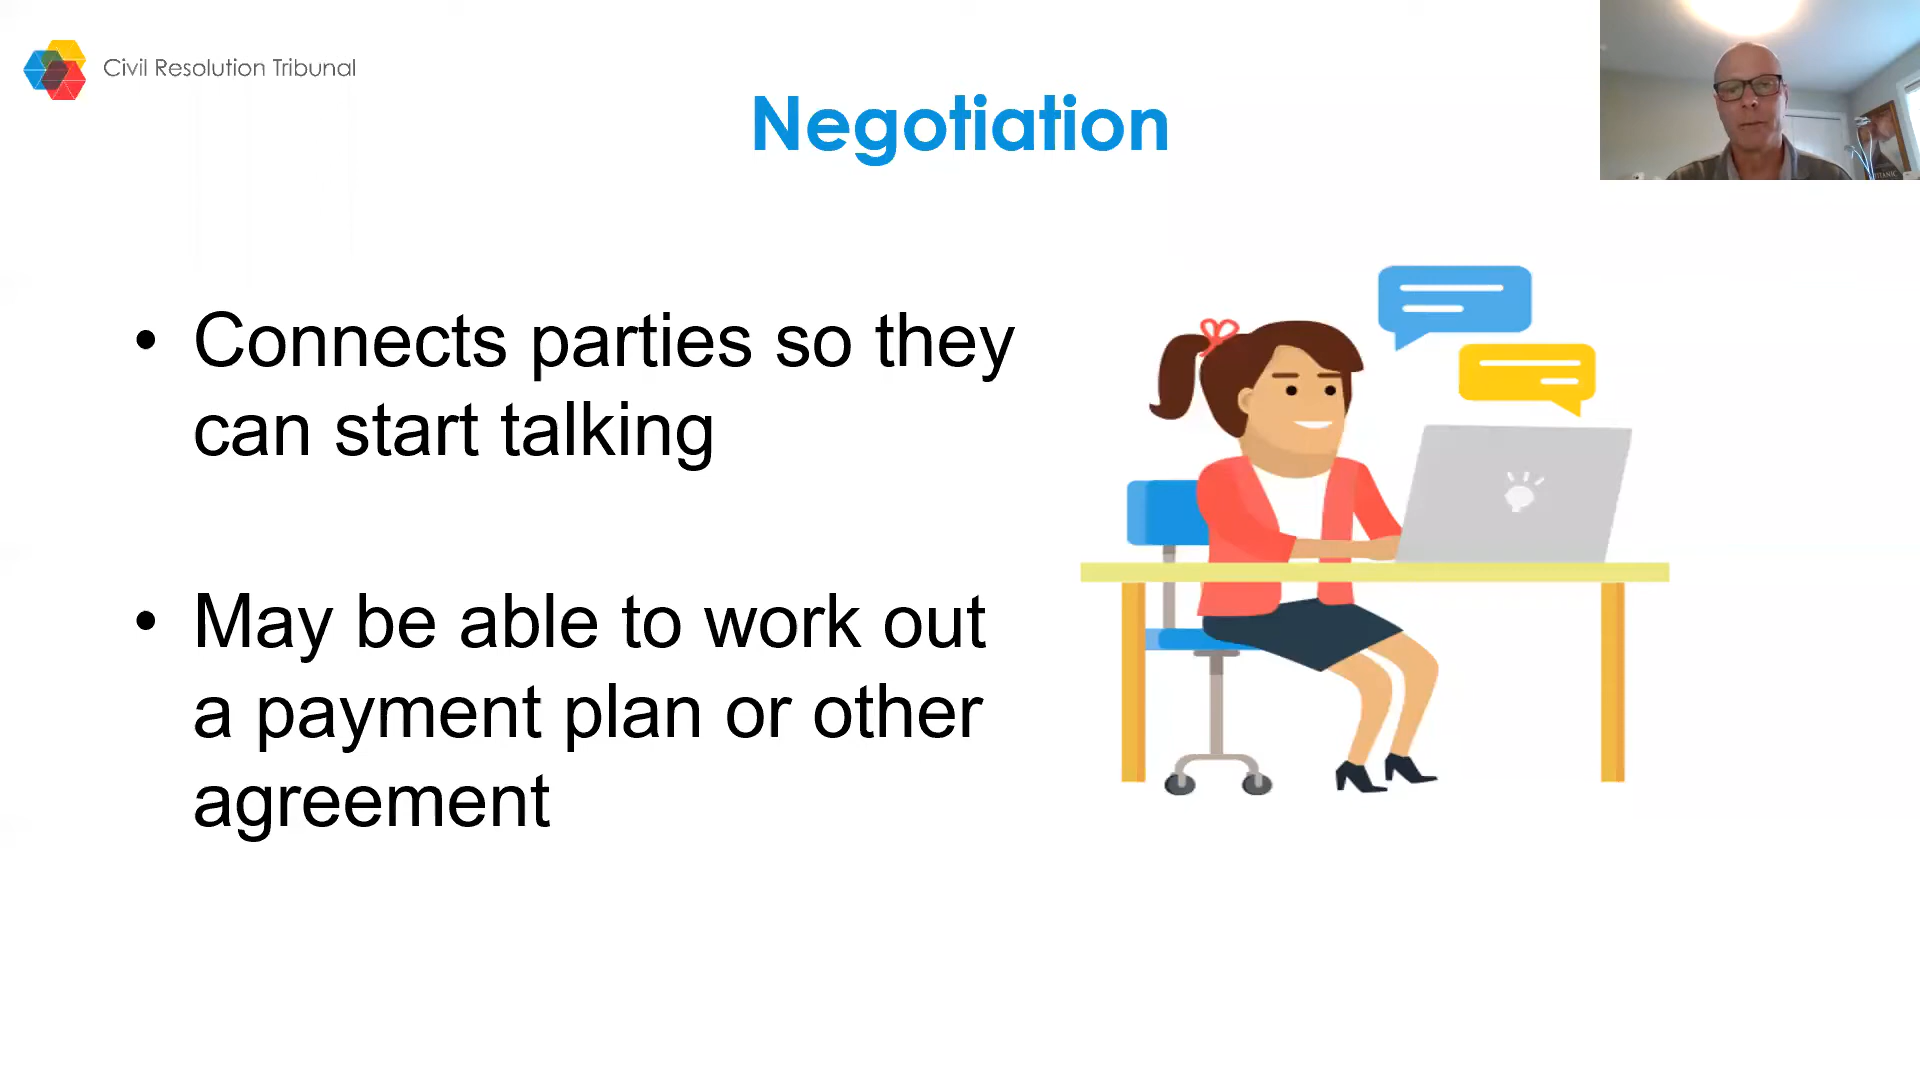 Civil Resolution Tribunal
Negotiation
• Connects parties so they
can start talking
• May be able to work out
a payment plan or other
agreement
TITANIC